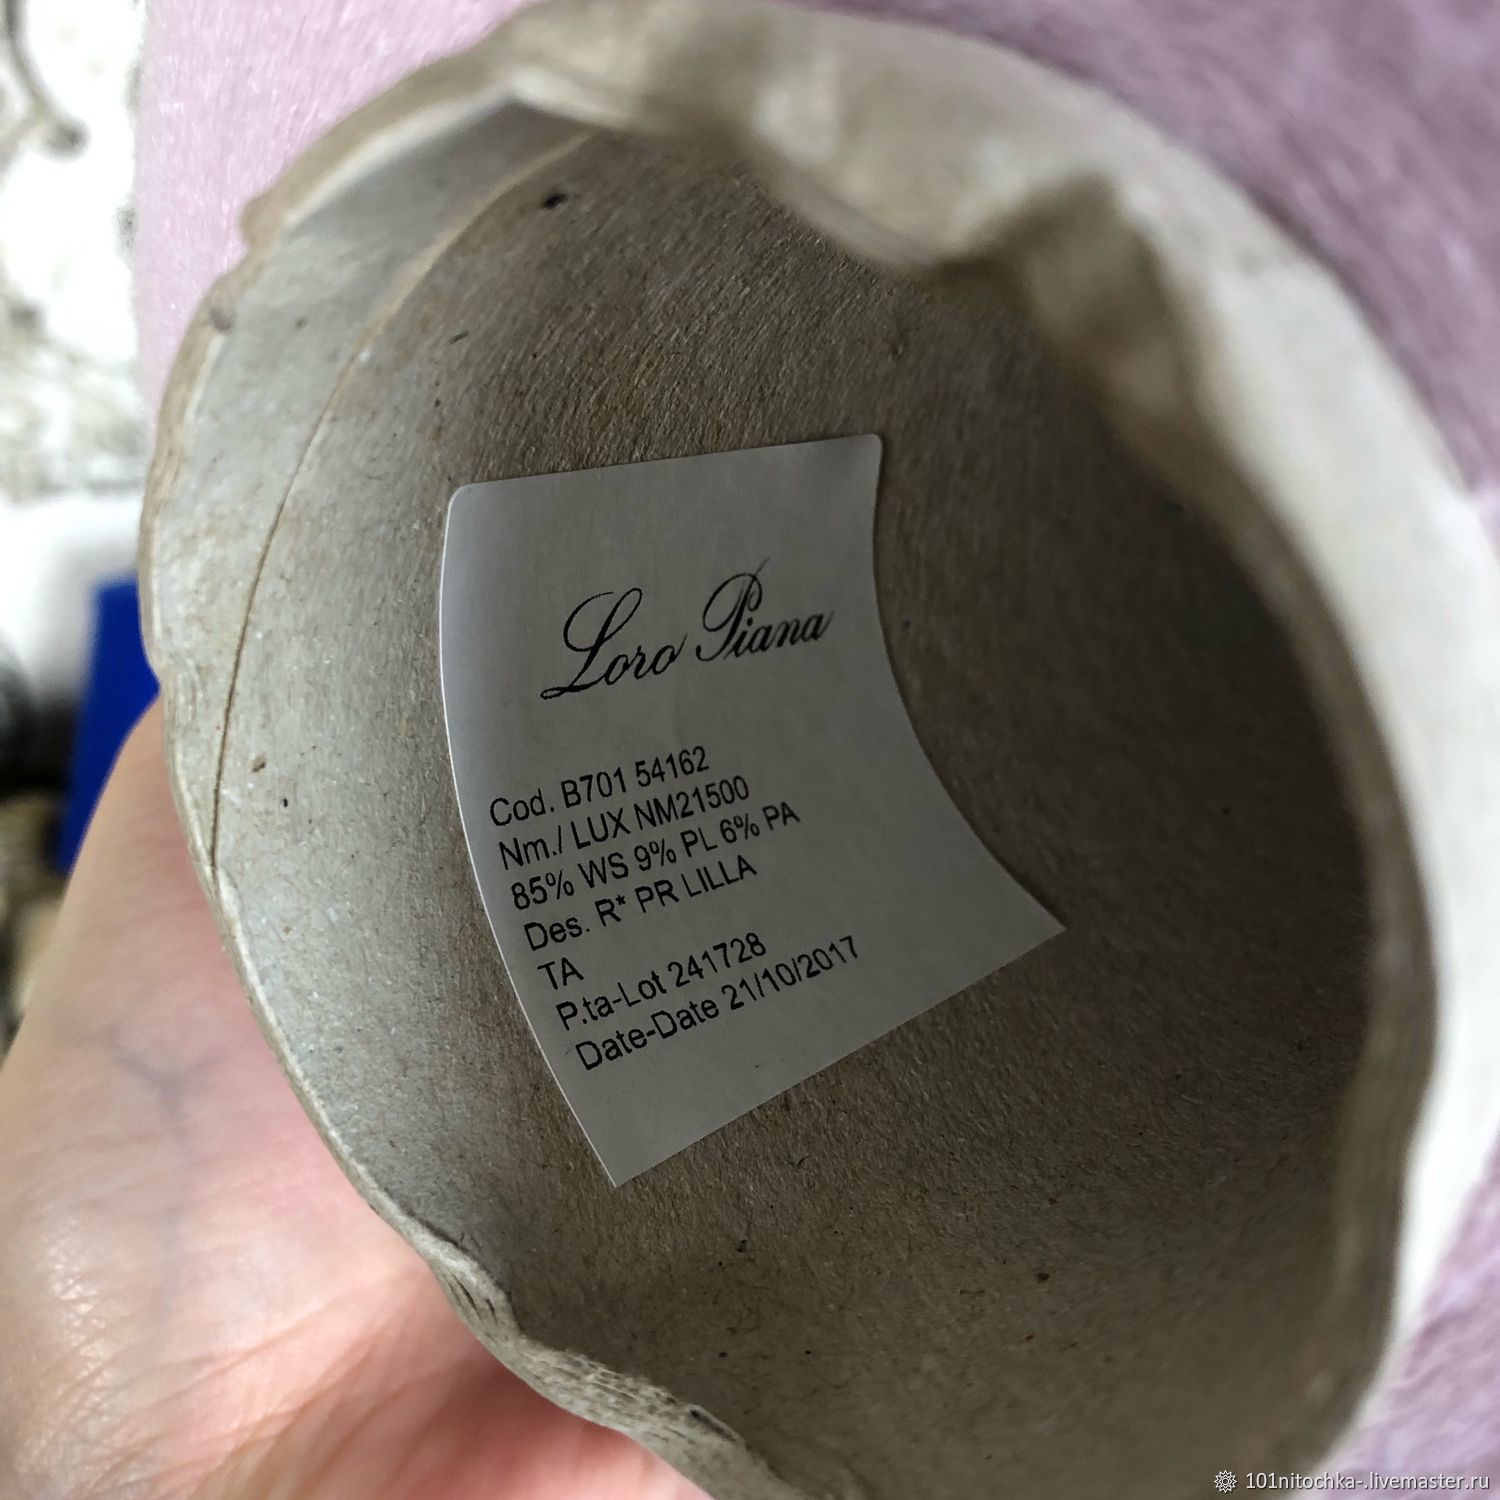 Loro Piana
Cod. B701 54162
Nm./ LUX NM21500
85% WS 9% PL 6% PA
Des. R* PR LILLA
TA
P.ta-Lot 241728
Date-Date 21/10/2017
101nitochka-.livemaster.ru